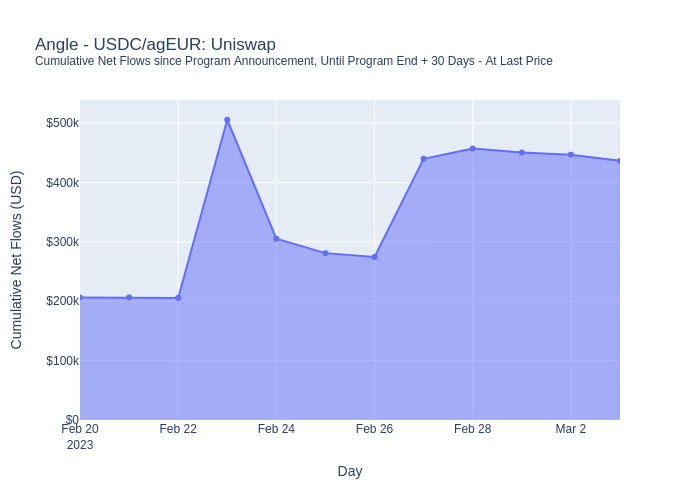 Angle - USDC/agEUR: Uniswap
Cumulative Net Flows since Program Announcement, Until Program End + 30 Days - At Last Price
Cumulative Net Flows (USD)
$500k
$400k
$300k
$200k
$100k
$0
Feb 20 Feb 22 Feb 24 Feb 26 Feb 28 Mar 2
2023
Day